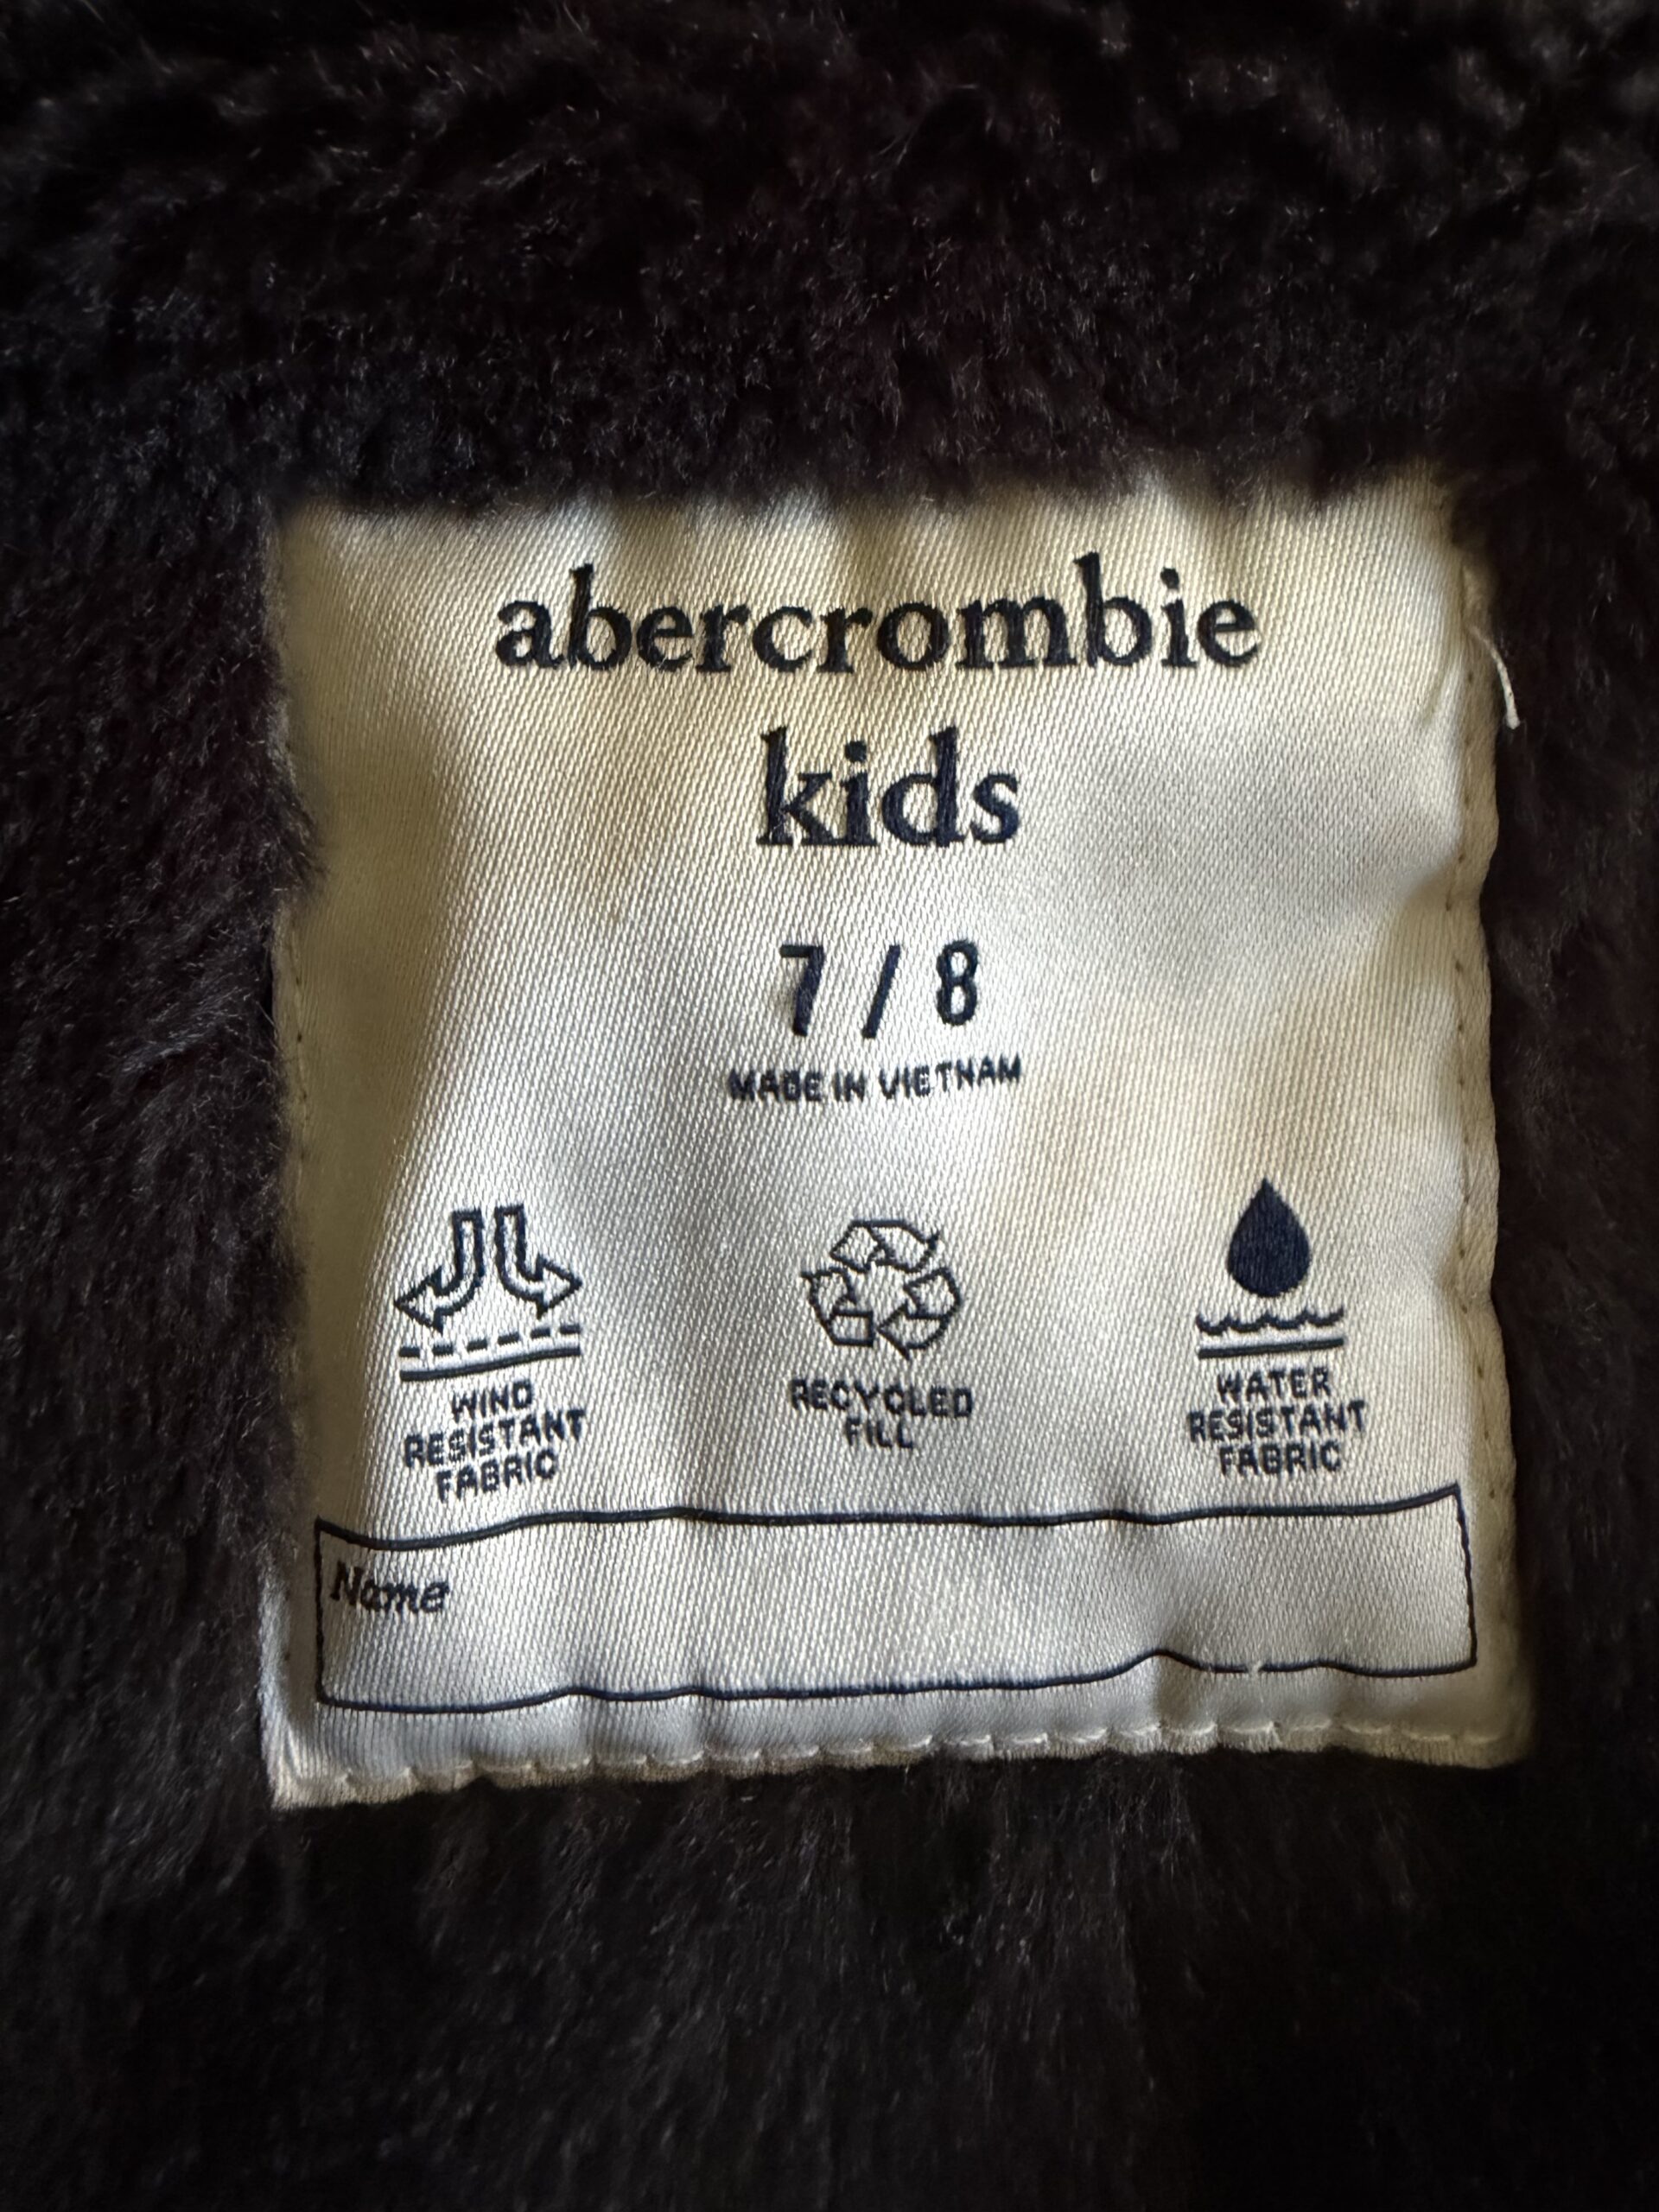 abercrombie
kids
7 / 8
MADE IN VIETNAM
WIND
RESISTANT
FABRIC
RECYCLED
FILL
WATER
RESISTANT
FABRIC
Name